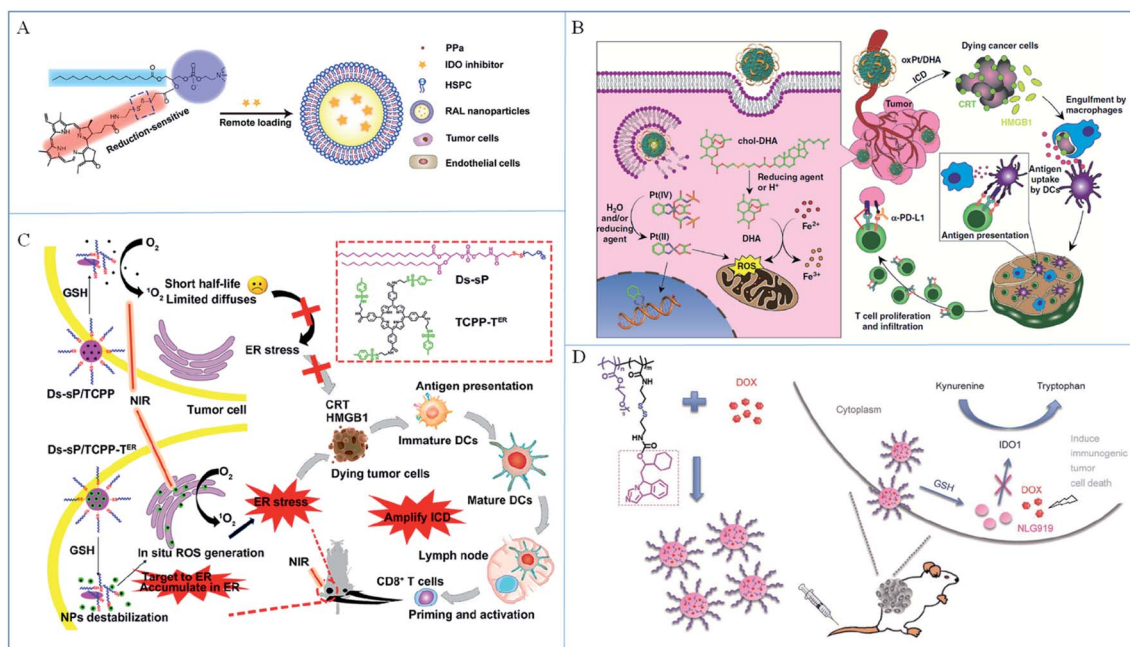 A
Reduction-sensitive
Remote loading
PPa
IDO inhibitor
HSPC
RAL nanoparticles
Tumor cells
Endothelial cells
B
oxPt/DHA
ICD
Dying cancer cells
CRT
HMGB1
Tumor
Engulfment by
macrophages
Antigen
uptake
by DCs
α-PD-L1
Antigen presentation
T cell proliferation
and infiltration
chol-DHA
Reducing agent
or H+
Pt(IV)
H2O
and/or
reducing
agent
Pt(II)
DHA
Fe2+
ROS
Fe3+
C
O2
GSH
1O2
Short half-life
Limited diffuses
ER stress
Ds-sP/TCPP
NIR
Tumor cell
Ds-sP
TCPP-TER
CRT
HMGB1
Dying tumor cells
Antigen presentation
Immature DCs
Mature DCs
Ds-sP/TCPP-TER
O2
1O2
ER stress
Amplify ICD
GSH
In situ ROS generation
Target to ER
Accumulate in ER
NPs destabilization
NIR
Lymph node
CD8+ T cells
Priming and activation
D
DOX
Cytoplasm
Kynurenine
Tryptophan
IDO1
GSH
DOX
NLG919
Induce
immunogenic
tumor
cell death